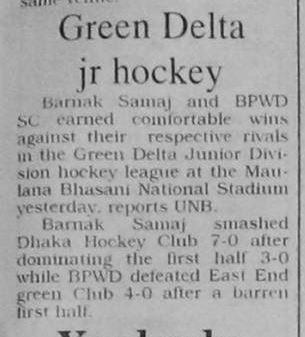 Green Delta
jr hockey
Barnak Samaj and BPWD
SC earned comfortable wins
against their respective rivals
in the Green Delta Junior Divi-
sion hockey league at the Mau-
lana Bhasani National Stadium
yesterday, reports UNB.
Barnak Samaj smashed
Dhaka Hockey Club 7-0 after
dominating the first half 3-0
while BPWD defeated East End
green Club 4-0 after a barren
first half.